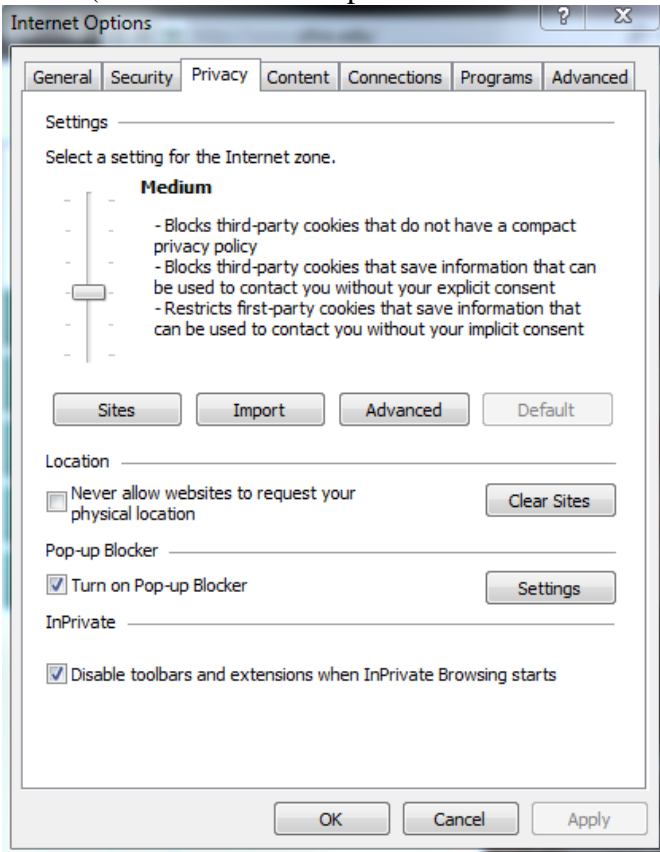 Internet Options
General Security Privacy Content Connections Programs Advanced
Settings
Select a setting for the Internet zone.
Medium
- Blocks third-party cookies that do not have a compact
privacy policy
- Blocks third-party cookies that save information that can
be used to contact you without your explicit consent
- Restricts first-party cookies that save information that
can be used to contact you without your implicit consent
Sites Import Advanced Default
Location
Never allow websites to request your
physical location
Clear Sites
Pop-up Blocker
Turn on Pop-up Blocker Settings
InPrivate
Disable toolbars and extensions when InPrivate Browsing starts
OK Cancel Apply